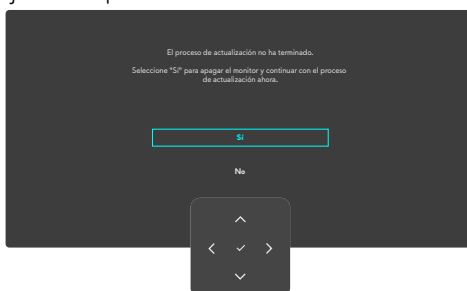 El proceso de actualización no ha terminado.
Seleccione "Sí" para apagar el monitor y continuar con el proceso
de actualización ahora.
Sí
No